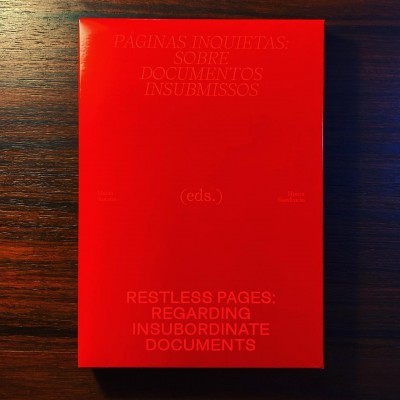 PÁGINAS INQUIETAS:
SOBRE
DOCUMENTOS
INSUBMISSOS
(eds.)
RESTLESS PAGES:
REGARDING
INSUBORDINATE
DOCUMENTS